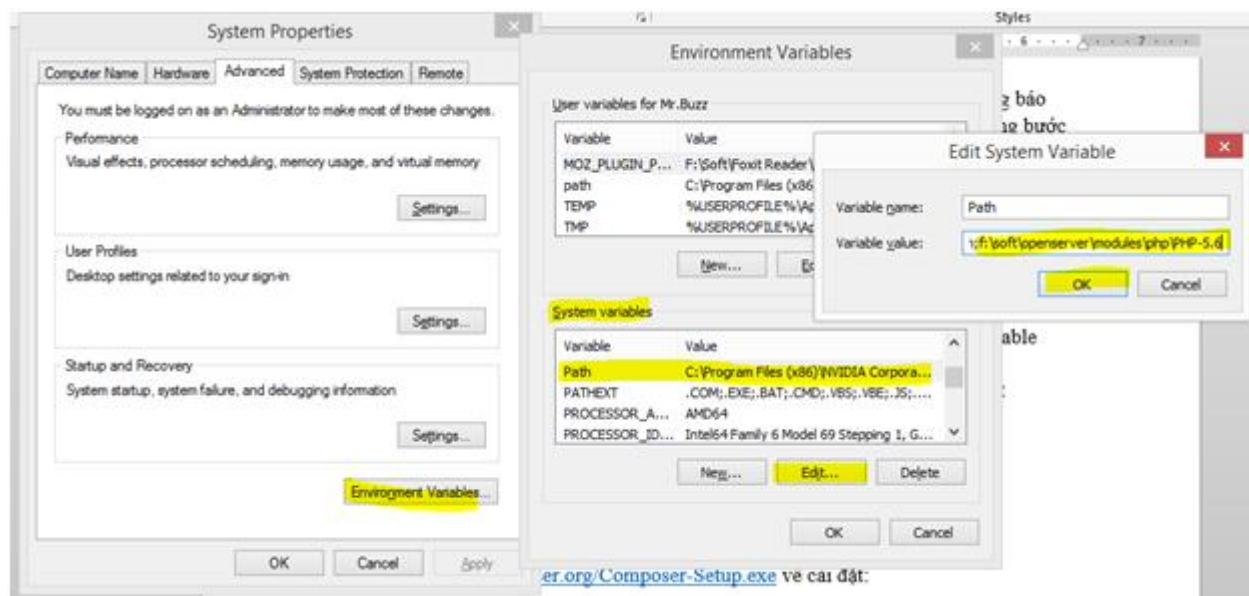 Styles
6 7
System Properties
Computer Name Hardware Advanced System Protection Remote
You must be logged on as an Administrator to make most of these changes.
Performance
Visual effects, processor scheduling, memory usage, and virtual memory
Settings...
User Profiles
Desktop settings related to your sign-in
Settings...
Startup and Recovery
System startup, system failure, and debugging information
Settings...
Environment Variables...
OK Cancel Apply
Environment Variables
User variables for Mr.Buzz
Variable Value
MOZ_PLUGIN_P... F:\Soft\Foxit Reader\
path C:\Program Files (x86
TEMP %USERPROFILE%\Ap
TMP %USERPROFILE%\Ap
New... Ed
System variables
Variable Value
Path C:\Program Files (x86)\NVIDIA Corpora...
PATHEXT .COM;.EXE;.BAT;.CMD;.VBS;.VBE;.JS;....
PROCESSOR_A... AMD64
PROCESSOR_ID... Intel64 Family 6 Model 69 Stepping 1, G...
New... Edit... Delete
OK Cancel
báo
bước
Edit System Variable
Variable name: Path
Variable value: ;f:\soft\openserver\modules\php\PHP-5.6
OK Cancel
able
er.org/Composer-Setup.exe về cài đặt: